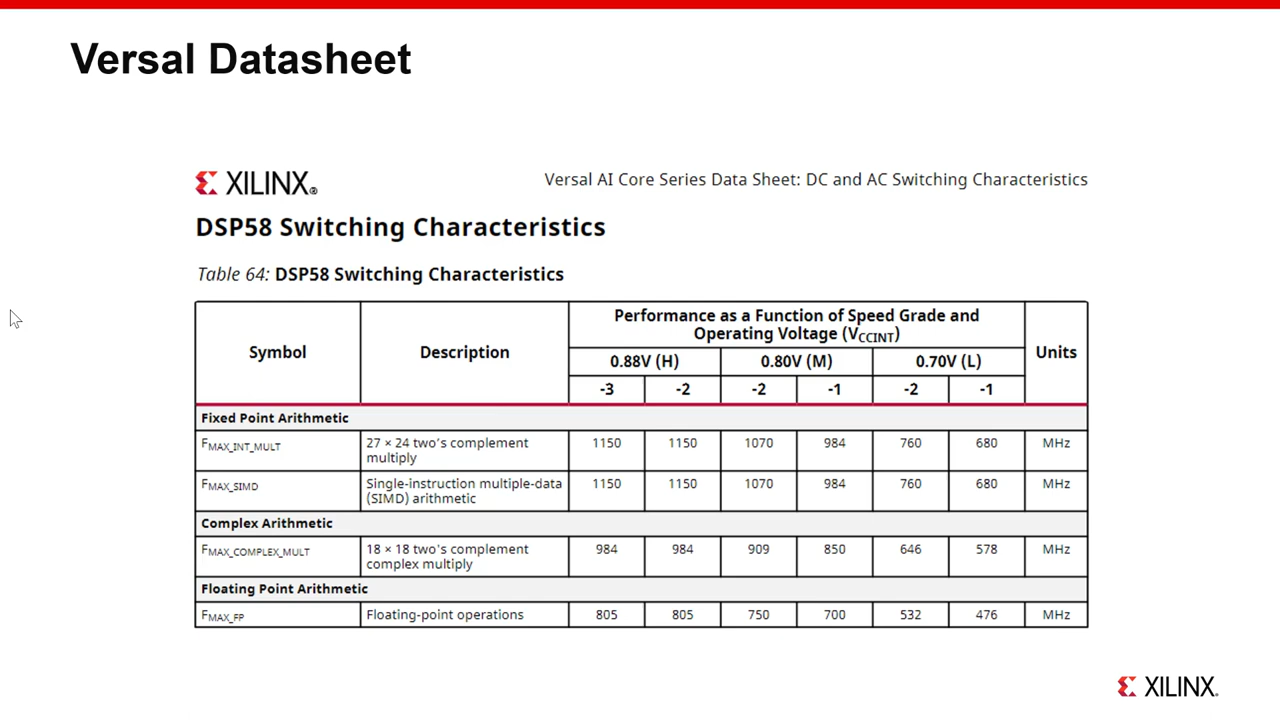 Versal Datasheet
XILINX®
Versal AI Core Series Data Sheet: DC and AC Switching Characteristics
DSP58 Switching Characteristics
Table 64: DSP58 Switching Characteristics
Symbol Description Performance as a Function of Speed Grade and Units
Operating Voltage (VCCINT)
0.88V (H) 0.80V (M) 0.70V (L)
-3 -2 -2 -1 -2 -1
Fixed Point Arithmetic
FMAX_INT_MULT 27 × 24 two's complement 1150 1150 1070 984 760 680 MHz
multiply
FMAX_SIMD Single-instruction multiple-data 1150 1150 1070 984 760 680 MHz
(SIMD) arithmetic
Complex Arithmetic
FMAX_COMPLEX_MULT 18 × 18 two's complement 984 984 909 850 646 578 MHz
complex multiply
Floating Point Arithmetic
FMAX_FP Floating-point operations 805 805 750 700 532 476 MHz
XILINX.